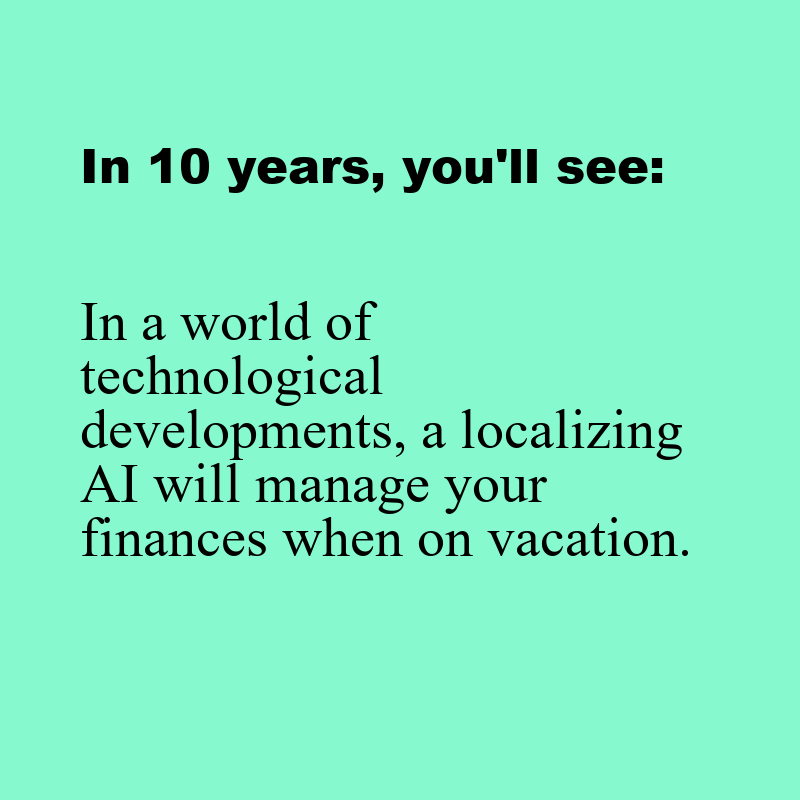 In 10 years, you'll see:
In a world of
technological
developments, a localizing
AI will manage your
finances when on vacation.